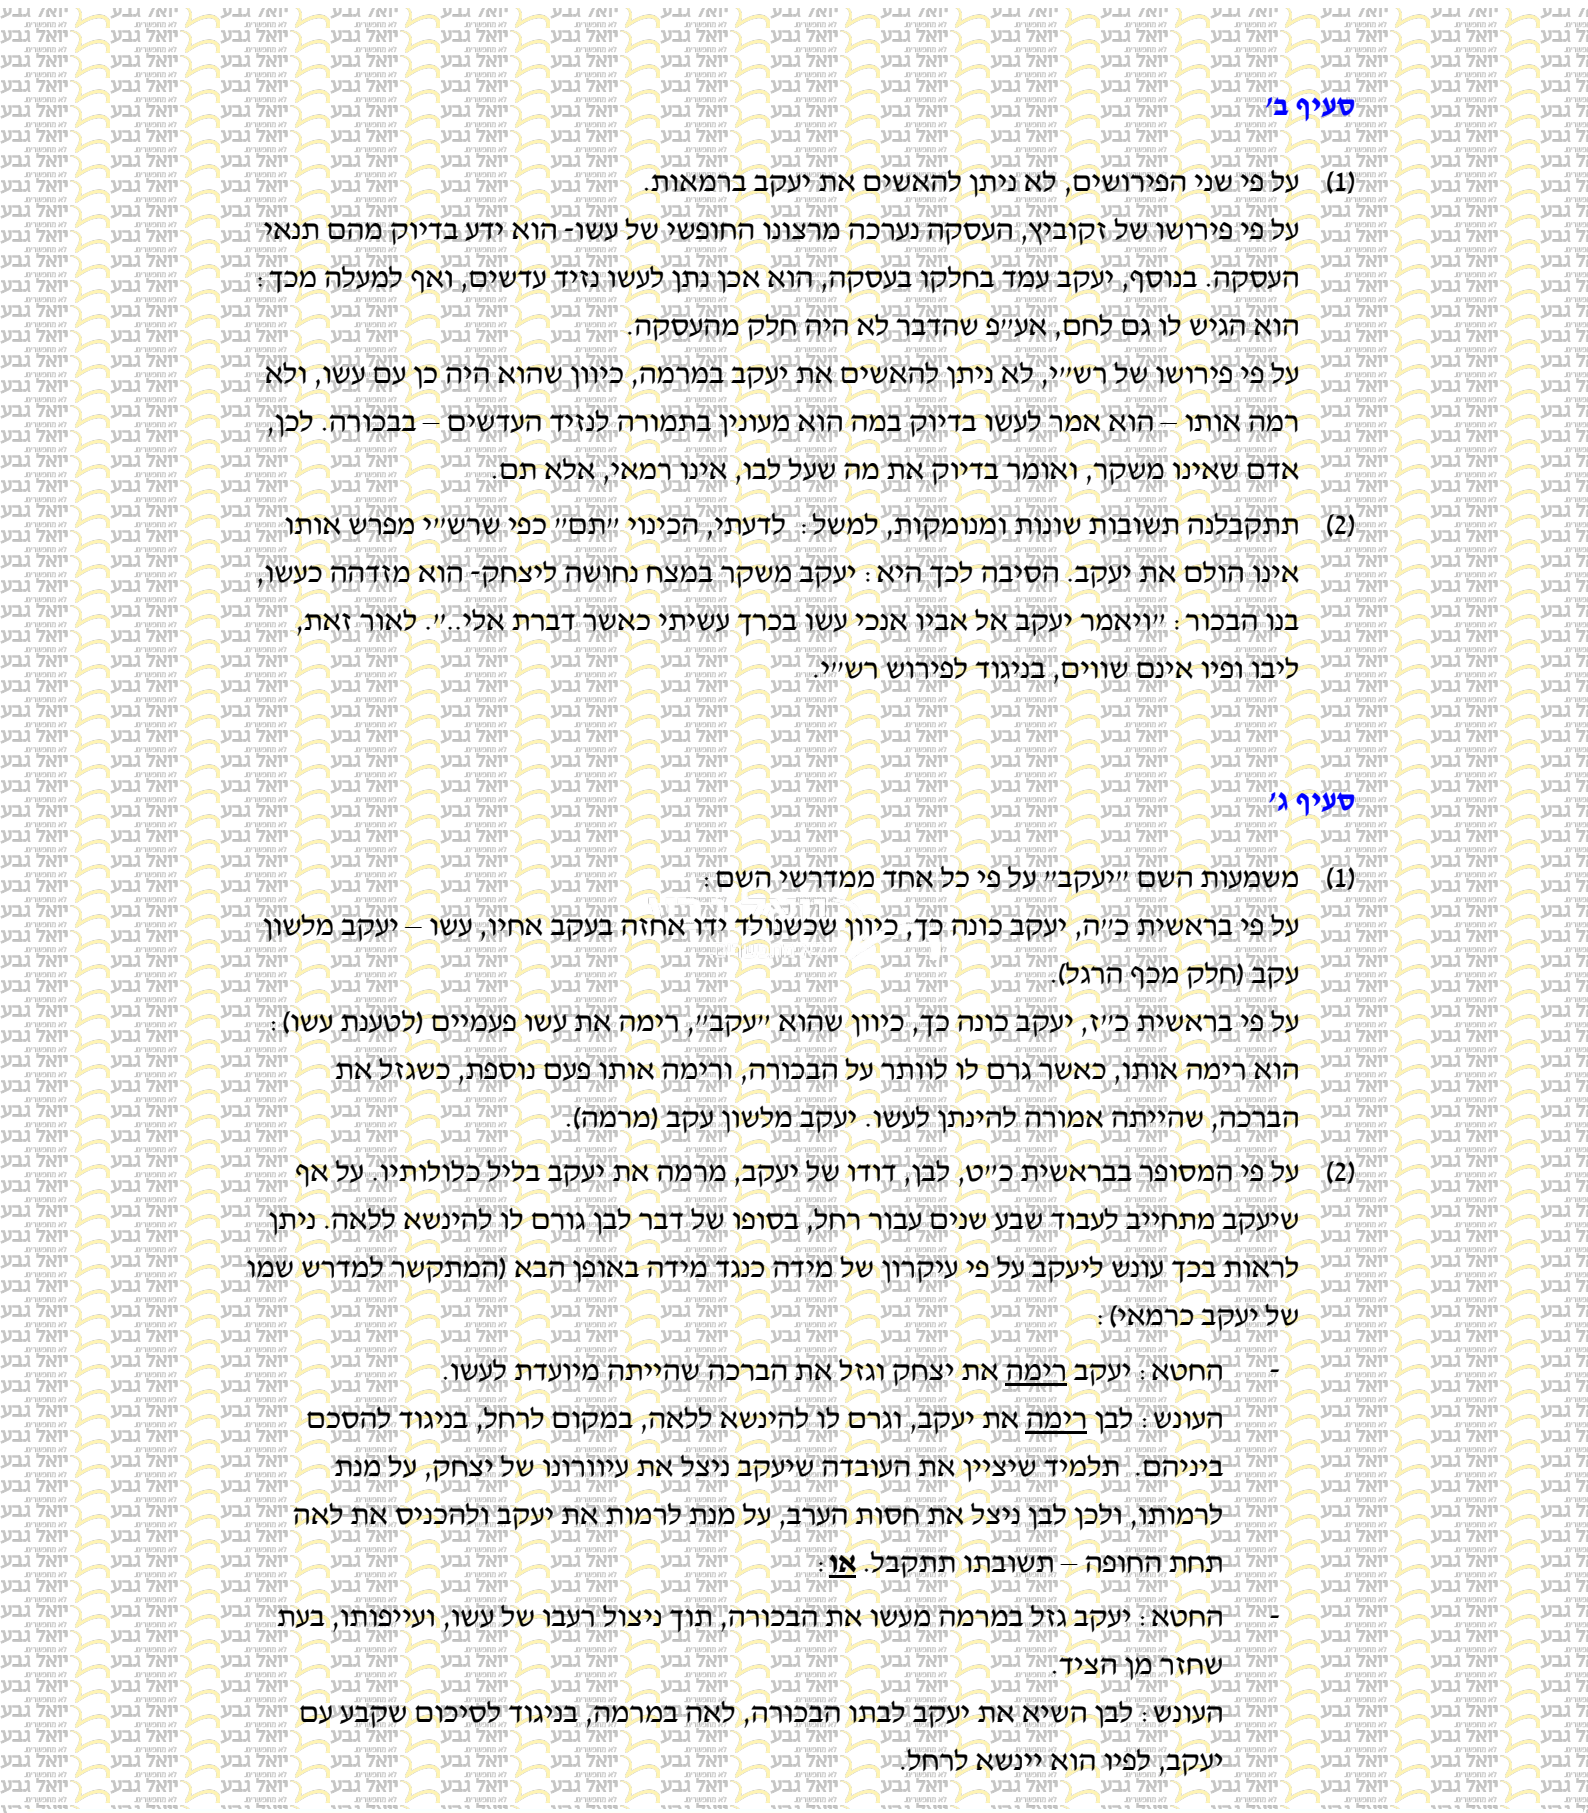 סעיף ב'
(1) על פי שני הפירושים, לא ניתן להאשים את יעקב ברמאות.
על פי פירושו של זקוביץ, העסקה נערכה מרצונו החופשי של עשו- הוא ידע בדיוק מהם תנאי
העסקה. בנוסף, יעקב עמד בחלקו בעסקה, הוא אכן נתן לעשו נזיד עדשים, ואף למעלה מכך:
הוא הגיש לו גם לחם, אע"פ שהדבר לא היה חלק מהעסקה.
על פי פירושו של רש"י, לא ניתן להאשים את יעקב במרמה, כיוון שהוא היה כן עם עשו, ולא
רמה אותו – הוא אמר לעשו בדיוק במה הוא מעונין בתמורה לנזיד העדשים – בבכורה. לכן,
אדם שאינו משקר, ואומר בדיוק את מה שעל לבו, אינו רמאי, אלא תם.
(2) תתקבלנה תשובות שונות ומנומקות, למשל: לדעתי, הכינוי "תם" כפי שרש"י מפרש אותו
אינו הולם את יעקב. הסיבה לכך היא: יעקב משקר במצח נחושה ליצחק- הוא מזדהה כעשו,
בנו הבכור: "ויאמר יעקב אל אביו אנכי עשו בכרך עשיתי כאשר דברת אלי..". לאור זאת,
ליבו ופיו אינם שווים, בניגוד לפירוש רש"י.
סעיף ג'
(1) משמעות השם "יעקב" על פי כל אחד ממדרשי השם:
על פי בראשית כ"ה, יעקב כונה כך, כיוון שכשנולד ידו אחזה בעקב אחיו, עשו – יעקב מלשון
עקב (חלק מכף הרגל).
על פי בראשית כ"ז, יעקב כונה כך, כיוון שהוא "עקב", רימה את עשו פעמיים (לטענת עשו):
הוא רימה אותו, כאשר גרם לו לוותר על הבכורה, ורימה אותו פעם נוספת, כשגזל את
הברכה, שהייתה אמורה להינתן לעשו. יעקב מלשון עקב (מרמה).
(2) על פי המסופר בבראשית כ"ט, לבן, דודו של יעקב, מרמה את יעקב בליל כלולותיו. על אף
שיעקב מתחייב לעבוד שבע שנים עבור רחל, בסופו של דבר לבן גורם לו להינשא ללאה. ניתן
לראות בכך עונש ליעקב על פי עיקרון של מידה כנגד מידה באופן הבא (המתקשר למדרש שמו
של יעקב כרמאי):
- החטא: יעקב רימה את יצחק וגזל את הברכה שהייתה מיועדת לעשו.
העונש: לבן רימה את יעקב, וגרם לו להינשא ללאה, במקום לרחל, בניגוד להסכם
ביניהם. תלמיד שיציין את העובדה שיעקב ניצל את עיוורונו של יצחק, על מנת
לרמותו, ולכן לבן ניצל את חסות הערב, על מנת לרמות את יעקב ולהכניס את לאה
תחת החופה – תשובתו תתקבל. או:
- החטא: יעקב גזל במרמה מעשו את הבכורה, תוך ניצול רעבו של עשו, ועייפותו, בעת
שחזר מן הציד.
העונש: לבן השיא את יעקב לבתו הבכורה, לאה במרמה, בניגוד לסיכום שקבע עם
יעקב, לפיו הוא יינשא לרחל.